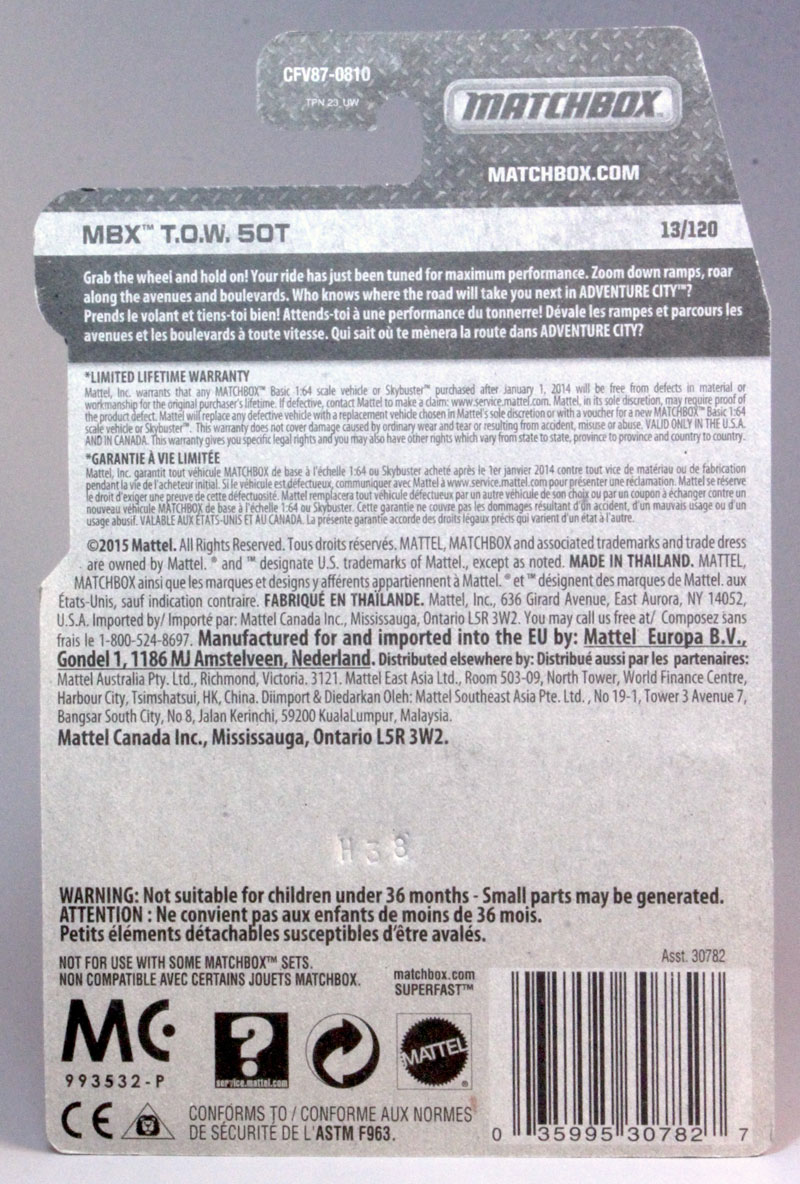 CFV87-0810
TPN 23_UW
MATCHBOX
MATCHBOX.COM
MBX™ T.O.W. 50T
13/120
Grab the wheel and hold on! Your ride has just been tuned for maximum performance. Zoom down ramps, roar
along the avenues and boulevards. Who knows where the road will take you next in ADVENTURE CITY™?
Prends le volant et tiens-toi bien! Attends-toi à une performance du tonnerre! Dévale les rampes et parcours les
avenues et les boulevards à toute vitesse. Qui sait où te mènera la route dans ADVENTURE CITY?
*LIMITED LIFETIME WARRANTY
Mattel, Inc. warrants that any MATCHBOX™ Basic 1:64 scale vehicle or Skybuster™ purchased after January 1, 2014 will be free from defects in material or
workmanship for the original purchaser's lifetime. If defective, contact Mattel to make a claim: www.service.mattel.com. Mattel, in its sole discretion, may require proof of
the product defect. Mattel will replace any defective vehicle with a replacement vehicle chosen in Mattel's sole discretion or with a voucher for a new MATCHBOX™ Basic 1:64
scale vehicle or Skybuster™. This warranty does not cover damage caused by ordinary wear and tear or resulting from accident, misuse or abuse. VALID ONLY IN THE U.S.A.
AND IN CANADA. This warranty gives you specific legal rights and you may also have other rights which vary from state to state, province to province and country to country.
*GARANTIE À VIE LIMITÉE
Mattel, Inc. garantit tout véhicule MATCHBOX de base à l'échelle 1:64 ou Skybuster acheté après le 1er janvier 2014 contre tout vice de matériau ou de fabrication
pendant la vie de l'acheteur initial. Si le véhicule est défectueux, communiquer avec Mattel à www.service.mattel.com pour présenter une réclamation. Mattel se réserve
le droit d'exiger une preuve de cette défectuosité. Mattel remplacera tout véhicule défectueux par un autre véhicule de son choix ou par un coupon à échanger contre un
nouveau véhicule MATCHBOX de base à l'échelle 1:64 ou Skybuster. Cette garantie ne couvre pas les dommages résultant d'un accident, d'un mauvais usage ou d'un
usage abusif. VALABLE AUX ÉTATS-UNIS ET AU CANADA. La présente garantie accorde des droits légaux précis qui varient d'un état à l'autre.
©2015 Mattel. All Rights Reserved. Tous droits réservés. MATTEL, MATCHBOX and associated trademarks and trade dress
are owned by Mattel. ® and ™ designate U.S. trademarks of Mattel., except as noted. MADE IN THAILAND. MATTEL,
MATCHBOX ainsi que les marques et designs y afférents appartiennent à Mattel. ® et ™ désignent des marques de Mattel. aux
États-Unis, sauf indication contraire. FABRIQUÉ EN THAÏLANDE. Mattel, Inc., 636 Girard Avenue, East Aurora, NY 14052,
U.S.A. Imported by/ Importé par: Mattel Canada Inc., Mississauga, Ontario L5R 3W2. You may call us free at/ Composez sans
frais le 1-800-524-8697. Manufactured for and imported into the EU by: Mattel Europa B.V.,
Gondel 1, 1186 MJ Amstelveen, Nederland. Distributed elsewhere by: Distribué aussi par les partenaires:
Mattel Australia Pty. Ltd., Richmond, Victoria. 3121. Mattel East Asia Ltd., Room 503-09, North Tower, World Finance Centre,
Harbour City, Tsimshatsui, HK, China. Diimport & Diedarkan Oleh: Mattel Southeast Asia Pte. Ltd. , No 19-1, Tower 3 Avenue 7,
Bangsar South City, No 8, Jalan Kerinchi, 59200 KualaLumpur, Malaysia.
Mattel Canada Inc., Mississauga, Ontario L5R 3W2.
H38
WARNING: Not suitable for children under 36 months - Small parts may be generated.
ATTENTION : Ne convient pas aux enfants de moins de 36 mois.
Petits éléments détachables susceptibles d'être avalés.
NOT FOR USE WITH SOME MATCHBOX™ SETS.
NON COMPATIBLE AVEC CERTAINS JOUETS MATCHBOX.
matchbox.com
SUPERFAST™
Asst. 30782
MC
993532-P
?
service.mattel.com
MATTEL®
CE
CONFORMS TO / CONFORME AUX NORMES
DE SÉCURITÉ DE L'ASTM F963.
0 35995 30782 7